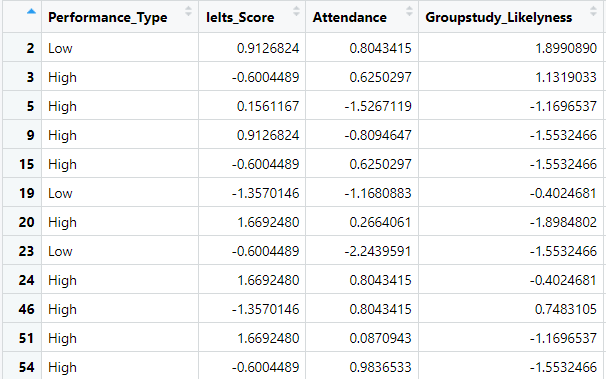 Performance_Type Ielts_Score Attendance Groupstudy_Likelyness
2 Low 0.9126824 0.8043415 1.8990890
3 High -0.6004489 0.6250297 1.1319033
5 High 0.1561167 -1.5267119 -1.1696537
9 High 0.9126824 -0.8094647 -1.5532466
15 High -0.6004489 0.6250297 -1.5532466
19 Low -1.3570146 -1.1680883 -0.4024681
20 High 1.6692480 0.2664061 -1.8984802
23 Low -0.6004489 -2.2439591 -1.5532466
24 High 1.6692480 0.8043415 -0.4024681
46 High -1.3570146 0.8043415 0.7483105
51 High 1.6692480 0.0870943 -1.1696537
54 High -0.6004489 0.9836533 -1.5532466